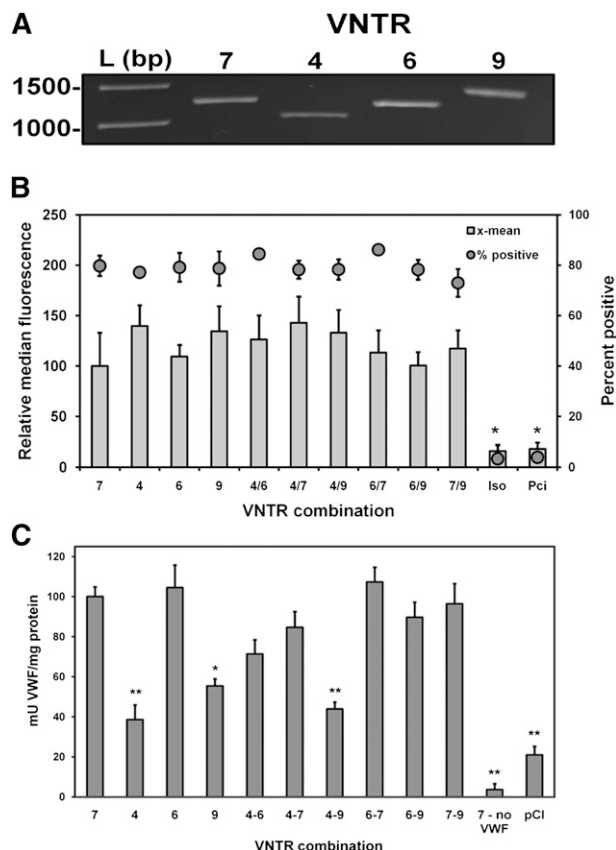 A
VNTR
L (bp) 7 4 6 9
1500-
1000-
B
Relative median fluorescence
250
200
150
100
50
0
x-mean
% positive
Percent positive
100
80
60
40
20
0
* *
7 4 6 9 4/6 4/7 4/9 6/7 6/9 7/9 Iso Pci
VNTR combination
C
mU VWF/mg protein
120
100
80
60
40
20
0
** * ** ** **
7 4 6 9 4-6 4-7 4-9 6-7 6-9 7-9 7 - no pCI
VWF
VNTR combination